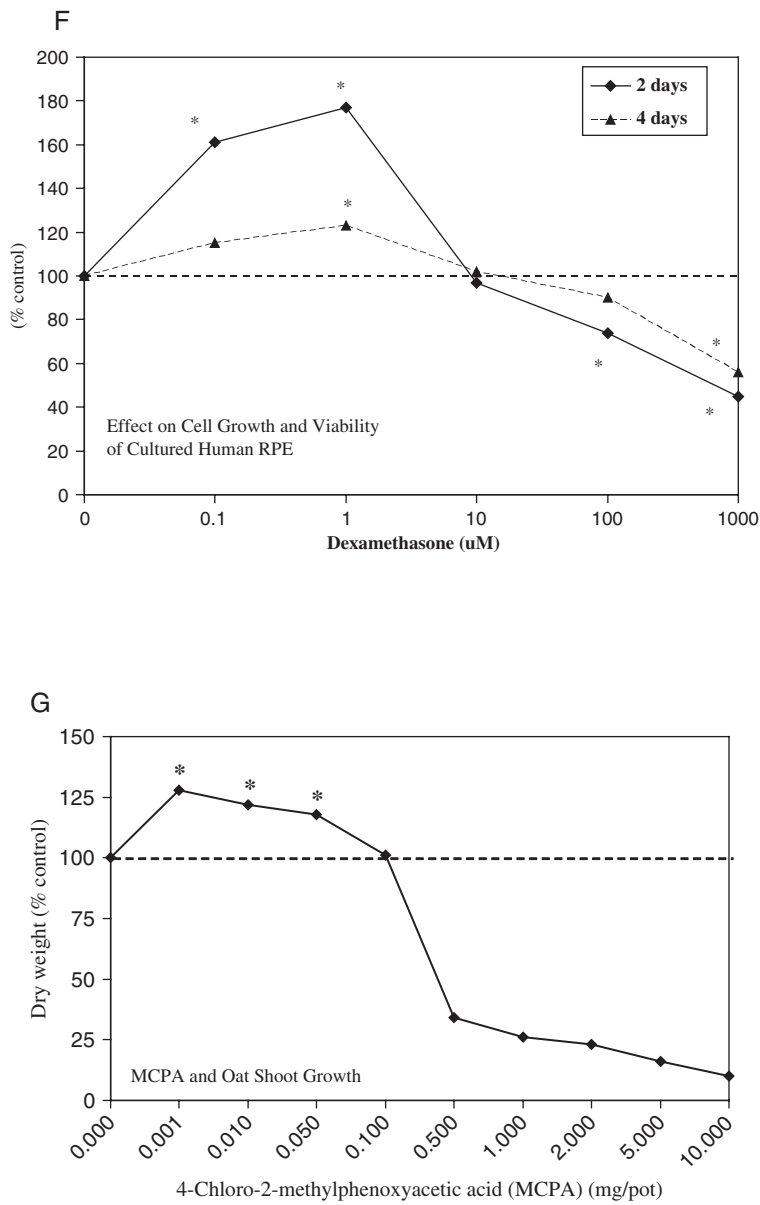 F
200
180
160
140
120
100
80
60
40
20
0
(% control)
*
*
*
*
*
*
2 days
4 days
Effect on Cell Growth and Viability
of Cultured Human RPE
0 0.1 1 10 100 1000
Dexamethasone (uM)
G
150
125
100
75
50
25
0
Dry weight (% control)
* * *
MCPA and Oat Shoot Growth
0.000 0.001 0.010 0.050 0.100 0.500 1.000 2.000 5.000 10.000
4-Chloro-2-methylphenoxyacetic acid (MCPA) (mg/pot)